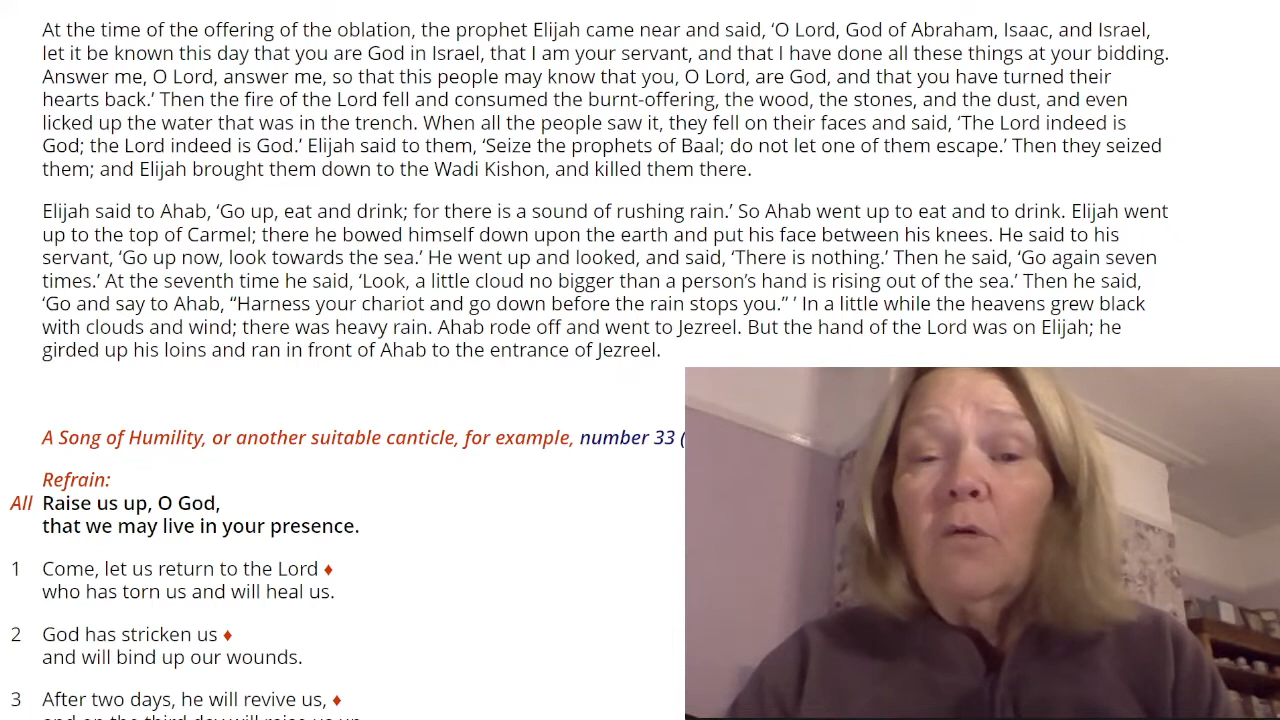 At the time of the offering of the oblation, the prophet Elijah came near and said, ‘O Lord, God of Abraham, Isaac, and Israel,
let it be known this day that you are God in Israel, that I am your servant, and that I have done all these things at your bidding.
Answer me, O Lord, answer me, so that this people may know that you, O Lord, are God, and that you have turned their
hearts back.’ Then the fire of the Lord fell and consumed the burnt-offering, the wood, the stones, and the dust, and even
licked up the water that was in the trench. When all the people saw it, they fell on their faces and said, ‘The Lord indeed is
God; the Lord indeed is God.’ Elijah said to them, ‘Seize the prophets of Baal; do not let one of them escape.’ Then they seized
them; and Elijah brought them down to the Wadi Kishon, and killed them there.
Elijah said to Ahab, ‘Go up, eat and drink; for there is a sound of rushing rain.’ So Ahab went up to eat and to drink. Elijah went
up to the top of Carmel; there he bowed himself down upon the earth and put his face between his knees. He said to his
servant, ‘Go up now, look towards the sea.’ He went up and looked, and said, ‘There is nothing.’ Then he said, ‘Go again seven
times.’ At the seventh time he said, ‘Look, a little cloud no bigger than a person’s hand is rising out of the sea.’ Then he said,
‘Go and say to Ahab, “Harness your chariot and go down before the rain stops you.” ’ In a little while the heavens grew black
with clouds and wind; there was heavy rain. Ahab rode off and went to Jezreel. But the hand of the Lord was on Elijah; he
girded up his loins and ran in front of Ahab to the entrance of Jezreel.
A Song of Humility, or another suitable canticle, for example, number 33 (
Refrain:
All Raise us up, O God,
that we may live in your presence.
1 Come, let us return to the Lord ♦
who has torn us and will heal us.
2 God has stricken us ♦
and will bind up our wounds.
3 After two days, he will revive us, ♦
and on the third day will raise us up